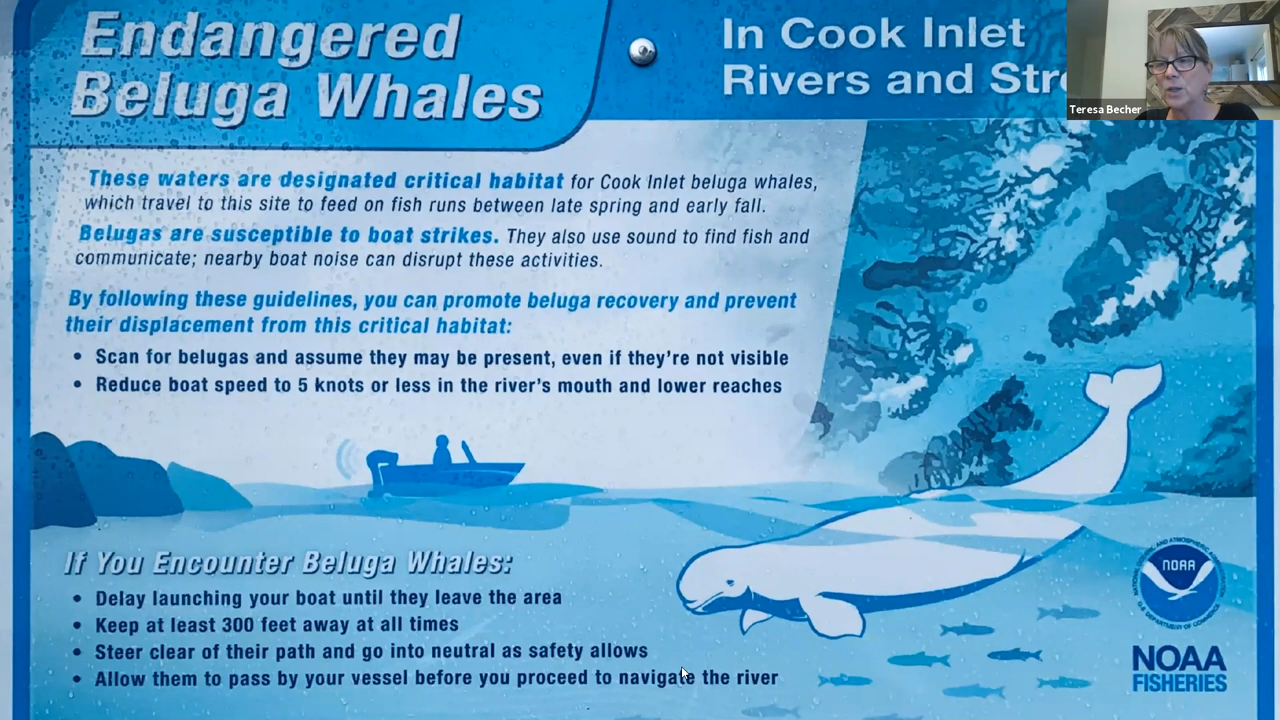 Endangered
Beluga Whales
In Cook Inlet
Rivers and
Teresa Becher
These waters are designated critical habitat for Cook Inlet beluga whales,
which travel to this site to feed on fish runs between late spring and early fall.
Belugas are susceptible to boat strikes. They also use sound to find fish and
communicate; nearby boat noise can disrupt these activities.
By following these guidelines, you can promote beluga recovery and prevent
their displacement from this critical habitat:
• Scan for belugas and assume they may be present, even if they're not visible
• Reduce boat speed to 5 knots or less in the river's mouth and lower reaches
If You Encounter Beluga Whales:
• Delay launching your boat until they leave the area
• Keep at least 300 feet away at all times
• Steer clear of their path and go into neutral as safety allows
• Allow them to pass by your vessel before you proceed to navigate the river
NOAA
NOAA
FISHERIES